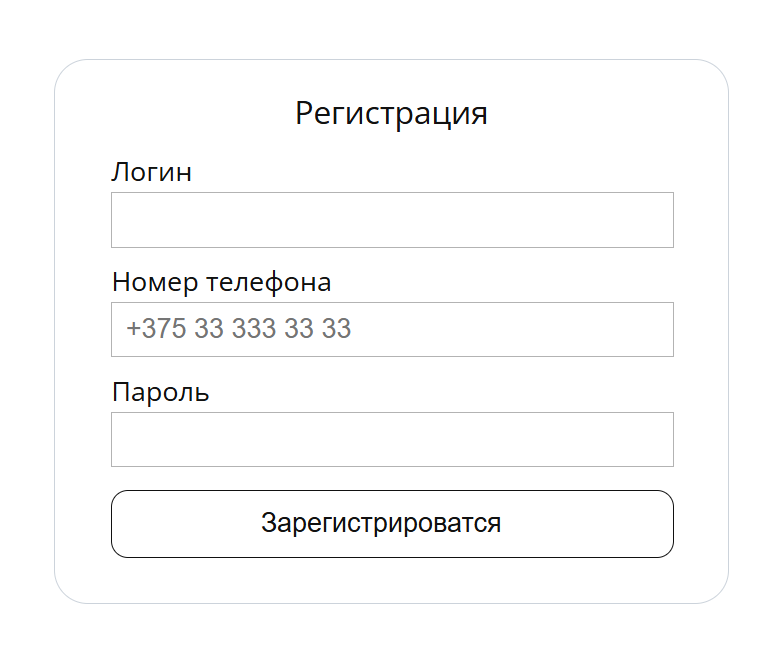 Регистрация
Логин
Номер телефона
+375 33 333 33 33
Пароль
Зарегистрироватся